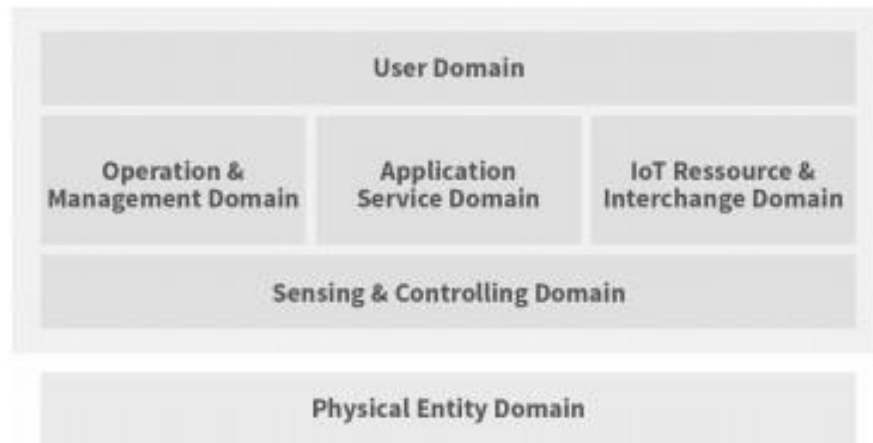 User Domain
Operation &
Management Domain
Application
Service Domain
IoT Ressource &
Interchange Domain
Sensing & Controlling Domain
Physical Entity Domain